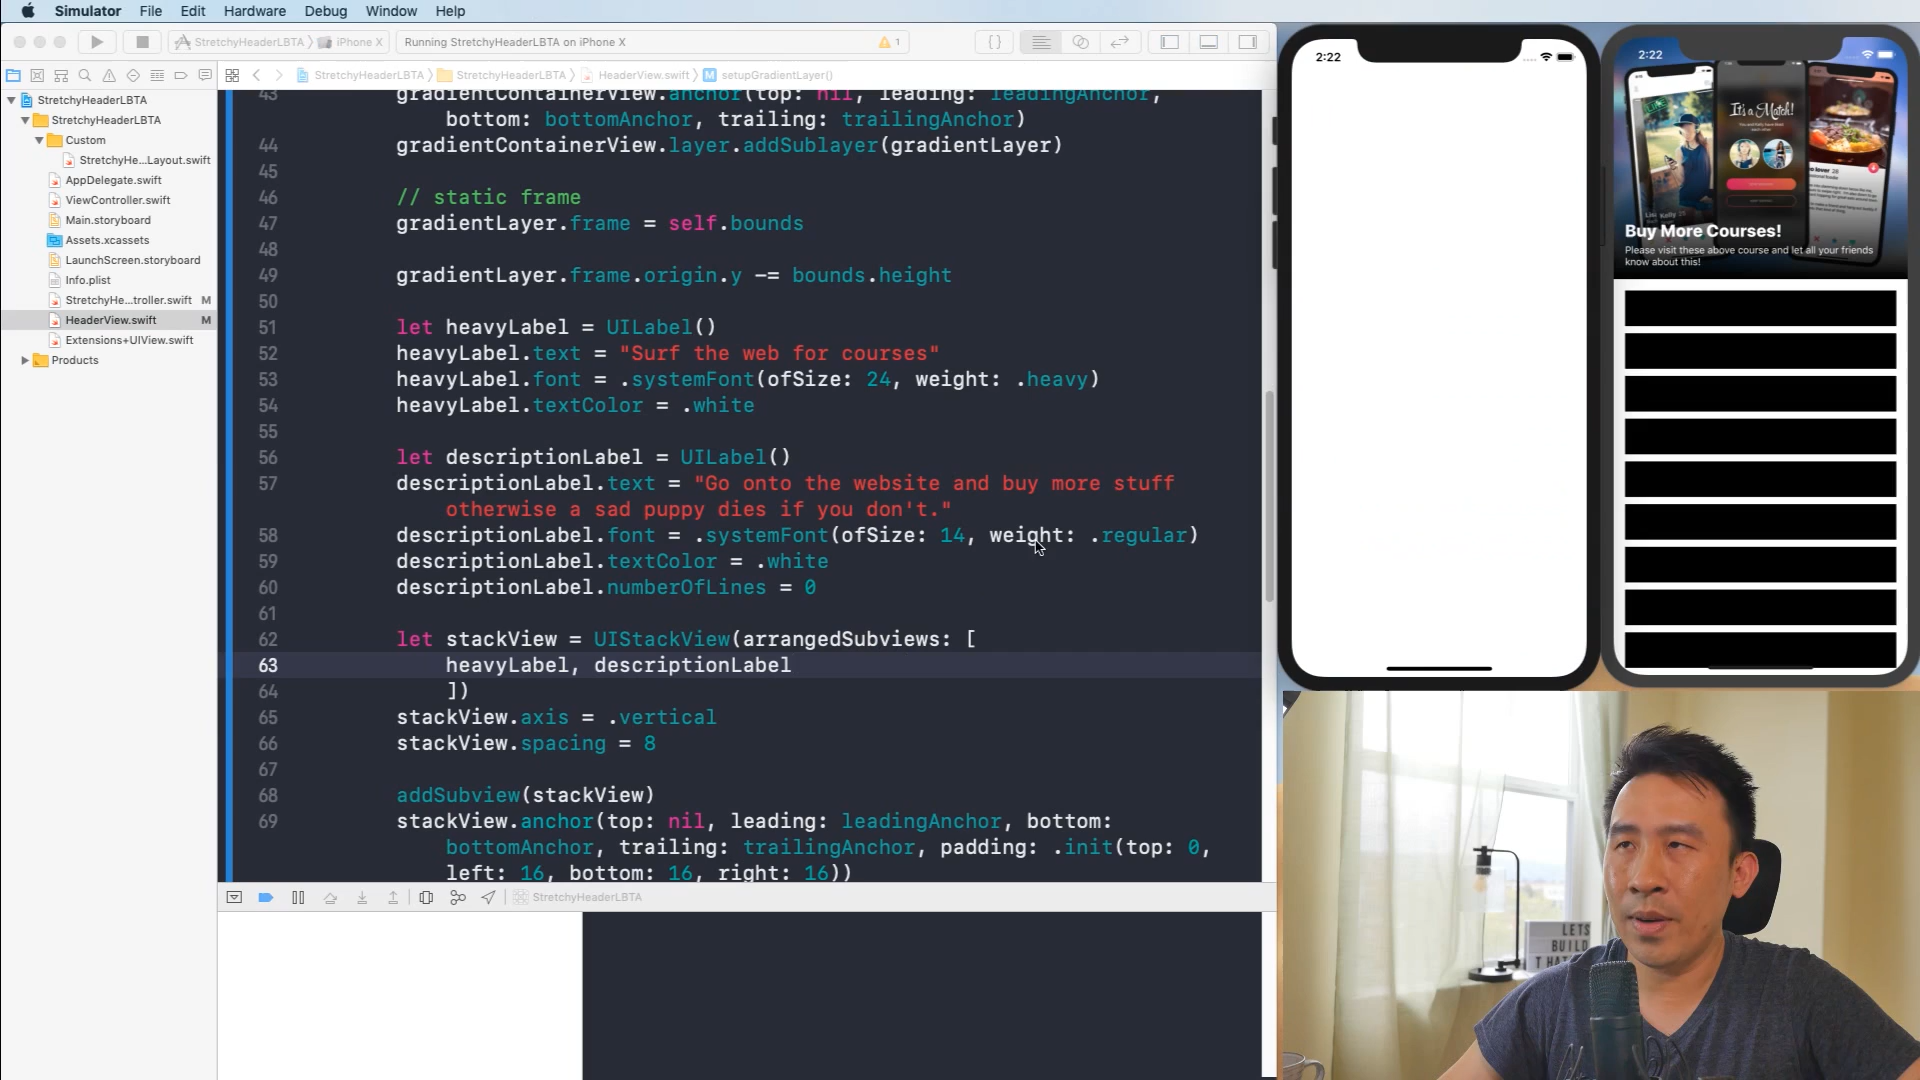 Simulator File Edit Hardware Debug Window Help
StretchyHeaderLBTA iPhone X
Running StretchyHeaderLBTA on iPhone X
1
StretchyHeaderLBTA StretchyHeaderLBTA HeaderView.swift M setupGradientLayer()
StretchyHeaderLBTA
StretchyHeaderLBTA
Custom
StretchyHe...Layout.swift
AppDelegate.swift
ViewController.swift
Main.storyboard
Assets.xcassets
LaunchScreen.storyboard
Info.plist
StretchyHe...troller.swift M
HeaderView.swift M
Extensions+UIView.swift
Products
43 gradientContainerView.anchor(top: nil, leading: leadingAnchor,
bottom: bottomAnchor, trailing: trailingAnchor)
44 gradientContainerView.layer.addSublayer(gradientLayer)
45
46 // static frame
47 gradientLayer.frame = self.bounds
48
49 gradientLayer.frame.origin.y -= bounds.height
50
51 let heavyLabel = UILabel()
52 heavyLabel.text = "Surf the web for courses"
53 heavyLabel.font = .systemFont(ofSize: 24, weight: .heavy)
54 heavyLabel.textColor = .white
55
56 let descriptionLabel = UILabel()
57 descriptionLabel.text = "Go onto the website and buy more stuff
otherwise a sad puppy dies if you don't."
58 descriptionLabel.font = .systemFont(ofSize: 14, weight: .regular)
59 descriptionLabel.textColor = .white
60 descriptionLabel.numberOfLines = 0
61
62 let stackView = UIStackView(arrangedSubviews: [
63 heavyLabel, descriptionLabel
64 ])
65 stackView.axis = .vertical
66 stackView.spacing = 8
67
68 addSubview(stackView)
69 stackView.anchor(top: nil, leading: leadingAnchor, bottom:
bottomAnchor, trailing: trailingAnchor, padding: .init(top: 0,
left: 16, bottom: 16, right: 16))
StretchyHeaderLBTA
2:22
2:22
It's a Match!
Buy More Courses!
Please visit these above course and let all your friends
know about this!
LETS
BUILD
THAT